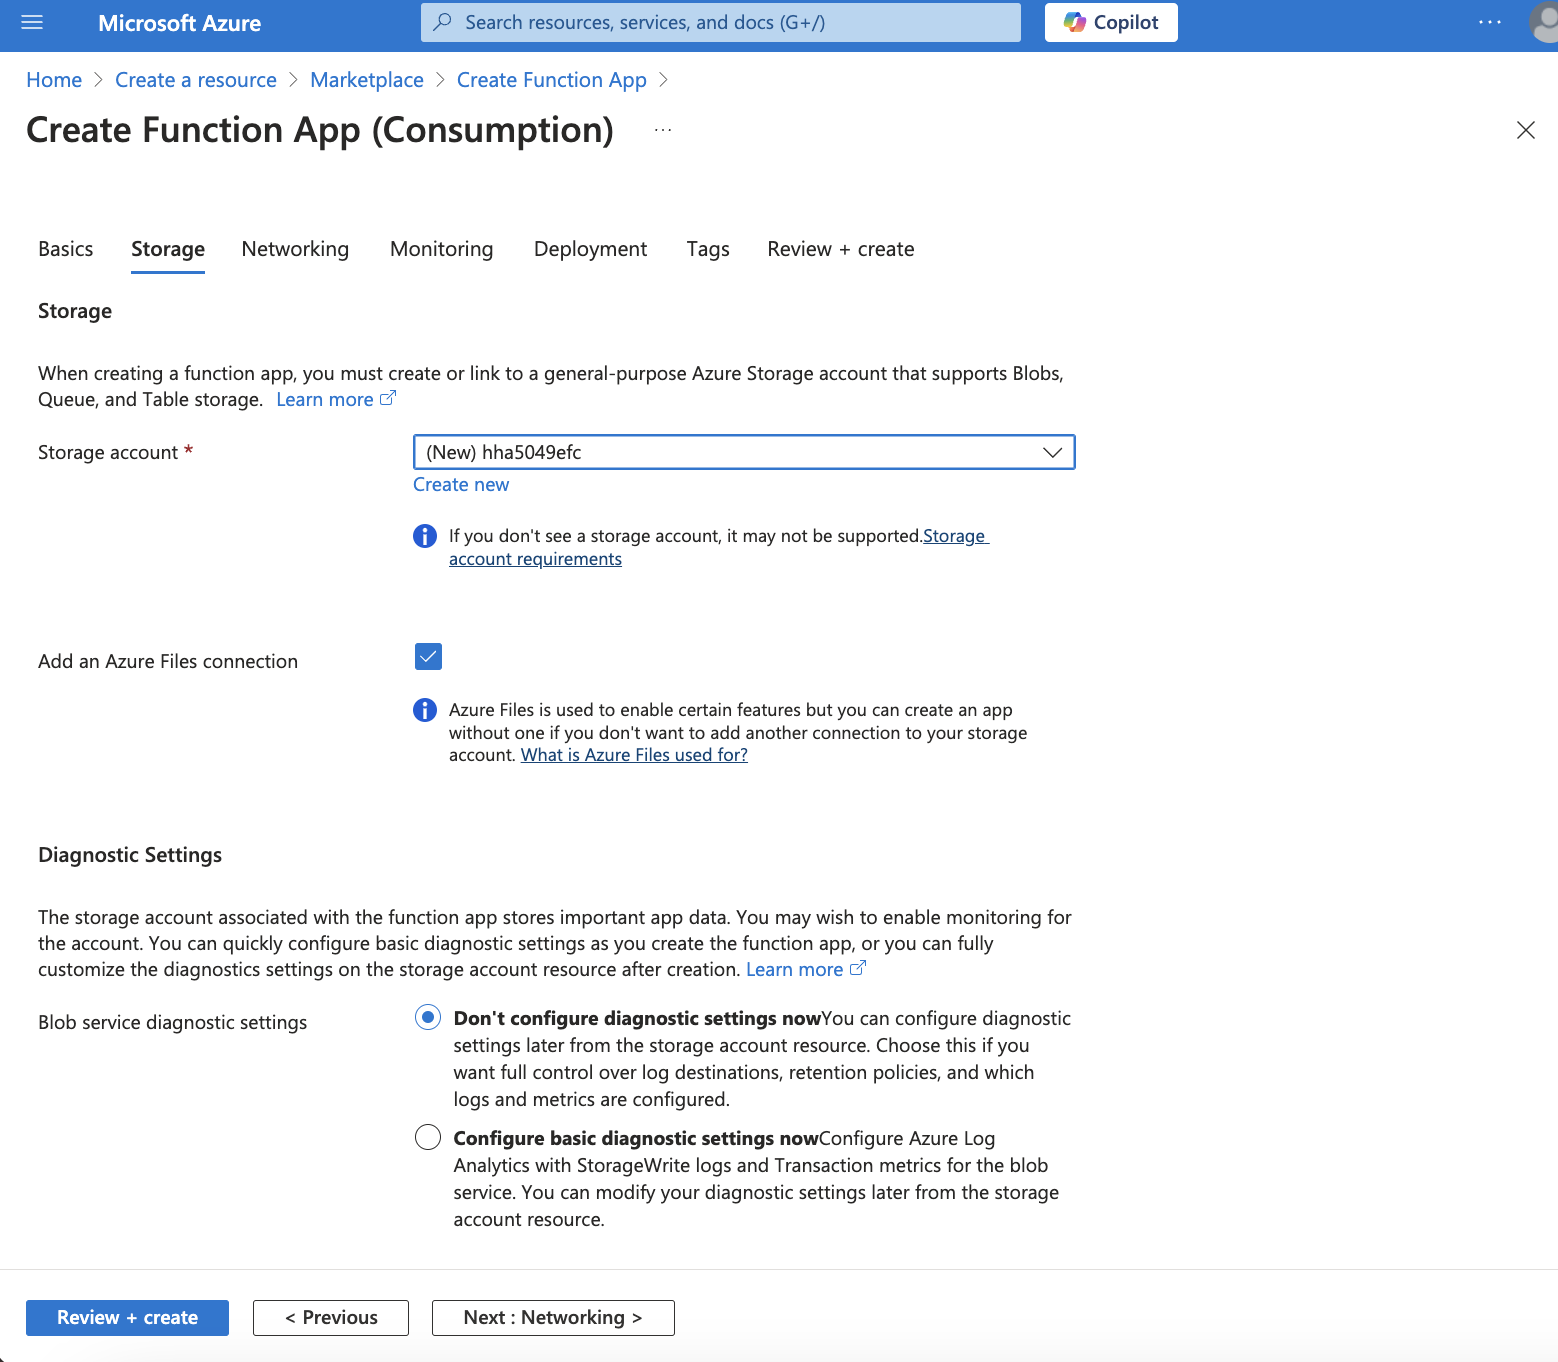 Microsoft Azure
Search resources, services, and docs (G+/)
Copilot
...
Home > Create a resource > Marketplace > Create Function App >
Create Function App (Consumption) ...
Basics Storage Networking Monitoring Deployment Tags Review + create
Storage
When creating a function app, you must create or link to a general-purpose Azure Storage account that supports Blobs,
Queue, and Table storage. Learn more
Storage account *
(New) hha5049efc
Create new
If you don't see a storage account, it may not be supported.Storage
account requirements
Add an Azure Files connection
Azure Files is used to enable certain features but you can create an app
without one if you don't want to add another connection to your storage
account. What is Azure Files used for?
Diagnostic Settings
The storage account associated with the function app stores important app data. You may wish to enable monitoring for
the account. You can quickly configure basic diagnostic settings as you create the function app, or you can fully
customize the diagnostics settings on the storage account resource after creation. Learn more
Blob service diagnostic settings
Don't configure diagnostic settings nowYou can configure diagnostic
settings later from the storage account resource. Choose this if you
want full control over log destinations, retention policies, and which
logs and metrics are configured.
Configure basic diagnostic settings nowConfigure Azure Log
Analytics with StorageWrite logs and Transaction metrics for the blob
service. You can modify your diagnostic settings later from the storage
account resource.
Review + create
< Previous
Next : Networking >